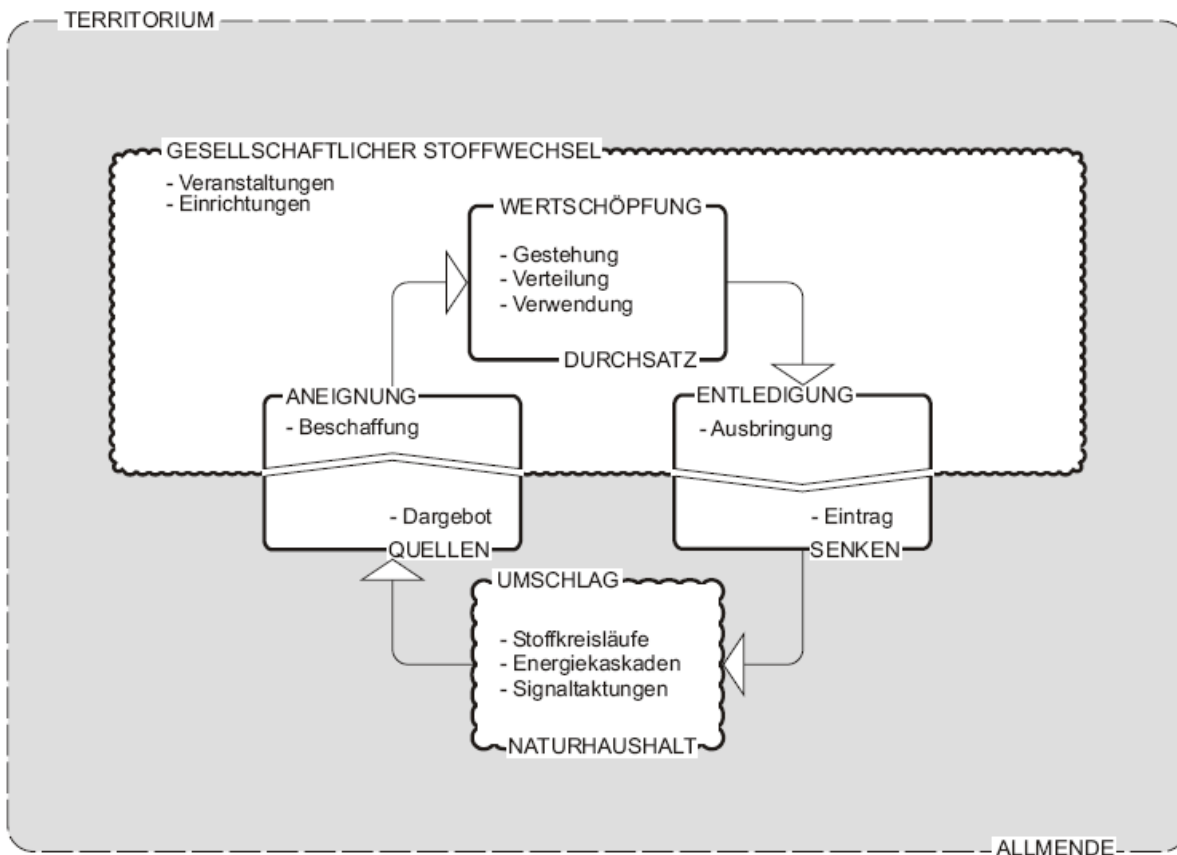 TERRITORIUM
GESELLSCHAFTLICHER STOFFWECHSEL
- Veranstaltungen
- Einrichtungen
WERTSCHÖPFUNG
- Gestehung
- Verteilung
- Verwendung
DURCHSATZ
ANEIGNUNG
- Beschaffung
ENTLEDIGUNG
- Ausbringung
- Dargebot
QUELLEN
- Eintrag
SENKEN
UMSCHLAG
- Stoffkreisläufe
- Energiekaskaden
- Signaltaktungen
NATURHAUSHALT
ALLMENDE